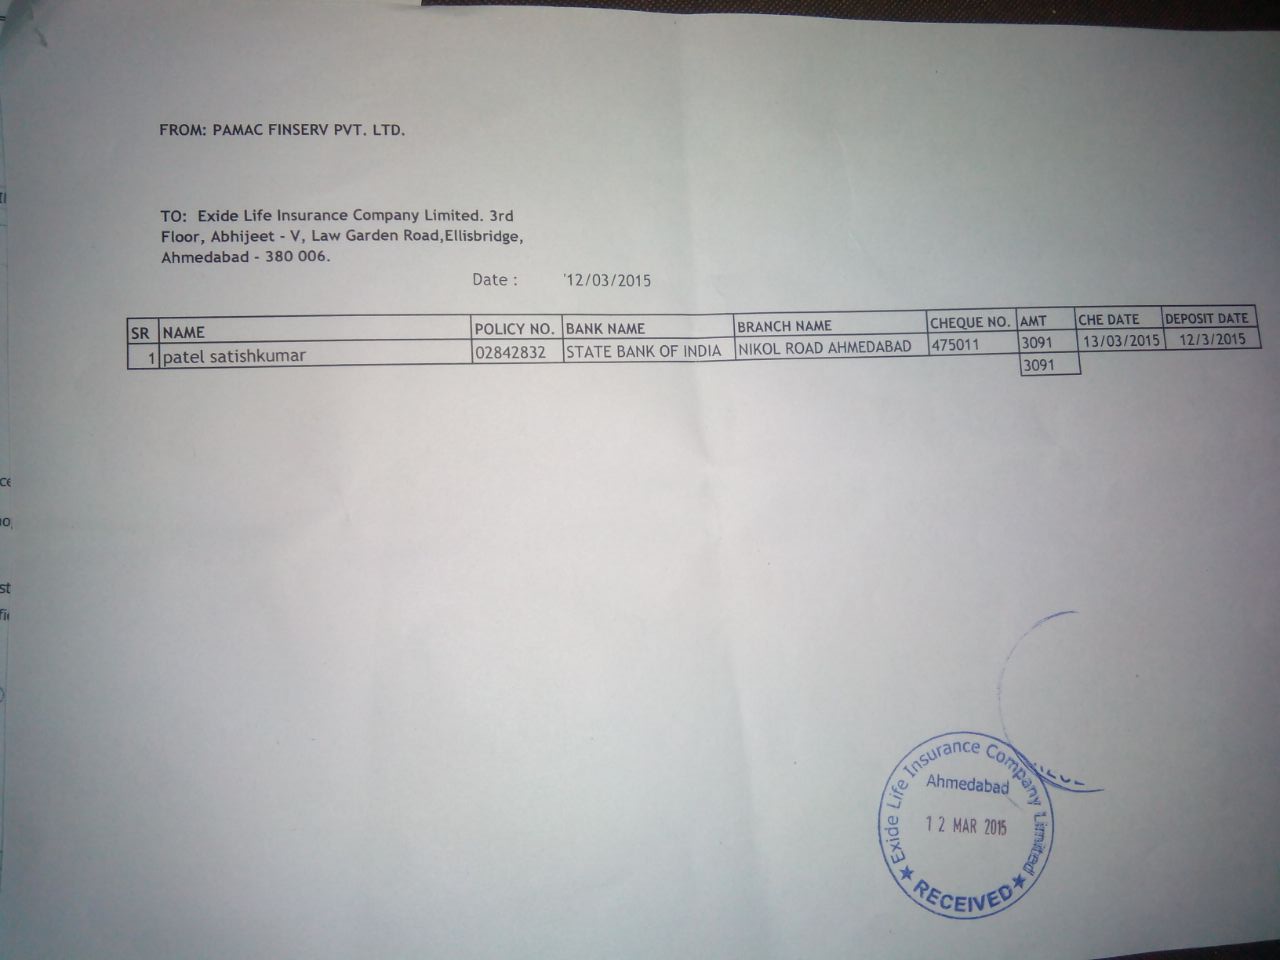 FROM: PAMAC FINSERV PVT. LTD.
TO: Exide Life Insurance Company Limited. 3rd
Floor, Abhijeet - V, Law Garden Road,Ellisbridge,
Ahmedabad - 380 006.
Date : '12/03/2015
SR NAME POLICY NO. BANK NAME BRANCH NAME CHEQUE NO. AMT CHE DATE DEPOSIT DATE
1 patel satishkumar 02842832 STATE BANK OF INDIA NIKOL ROAD AHMEDABAD 475011 3091 13/03/2015 12/3/2015
3091
Exide Life Insurance Company Limited
Ahmedabad
12 MAR 2015
★ RECEIVED ★